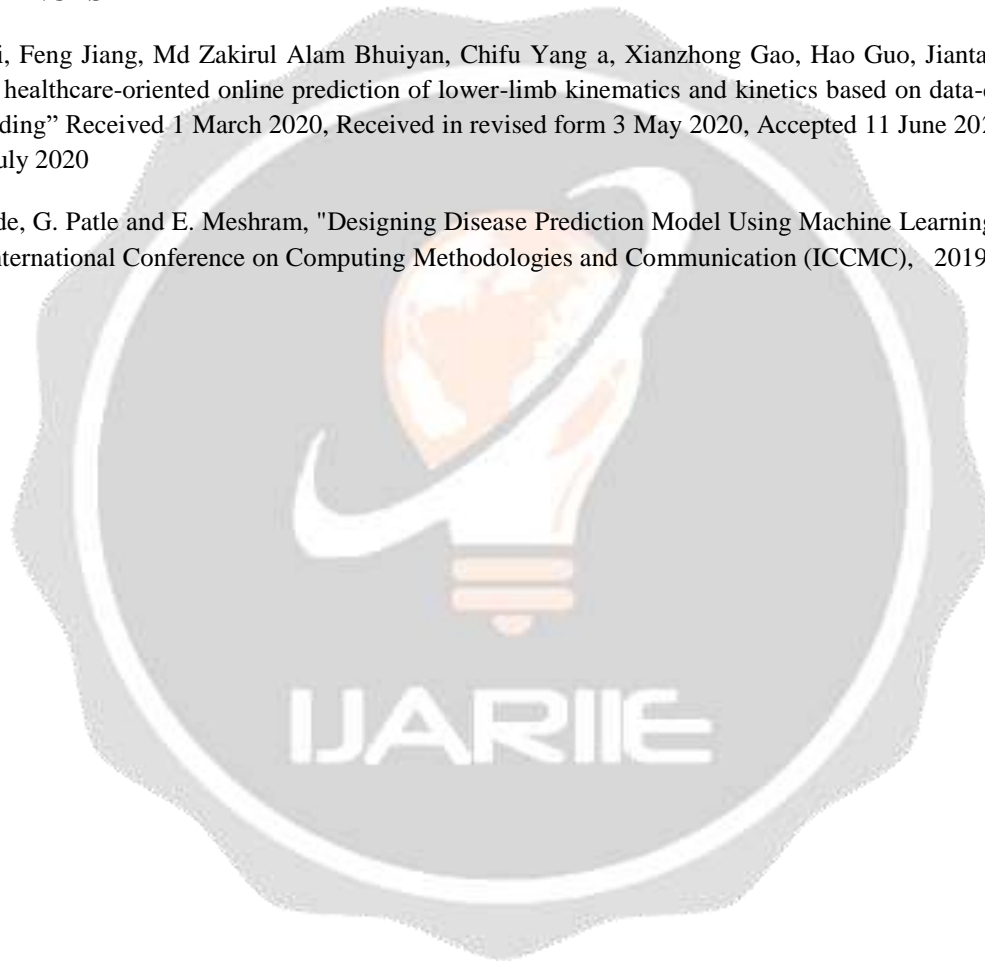 i, Feng Jiang, Md Zakirul Alam Bhuiyan, Chifu Yang a, Xianzhong Gao, Hao Guo, Jianta
healthcare-oriented online prediction of lower-limb kinematics and kinetics based on data-
ding” Received 1 March 2020, Received in revised form 3 May 2020, Accepted 11 June 202
uly 2020
de, G. Patle and E. Meshram, "Designing Disease Prediction Model Using Machine Learning
nternational Conference on Computing Methodologies and Communication (ICCMC), 2019
IJARIIE